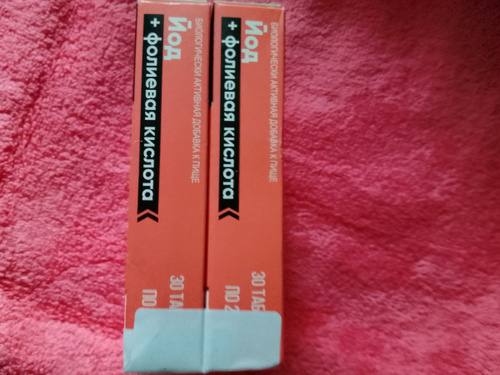 БИОЛОГИЧЕСКИ АКТИВНАЯ ДОБАВКА К ПИЩЕ
Йод
+ фолиевая кислота
30 ТАБ
ПО 2
БИОЛОГИЧЕСКИ АКТИВНАЯ ДОБАВКА К ПИЩЕ
Йод
+ фолиевая кислота
30 ТАБ
ПО